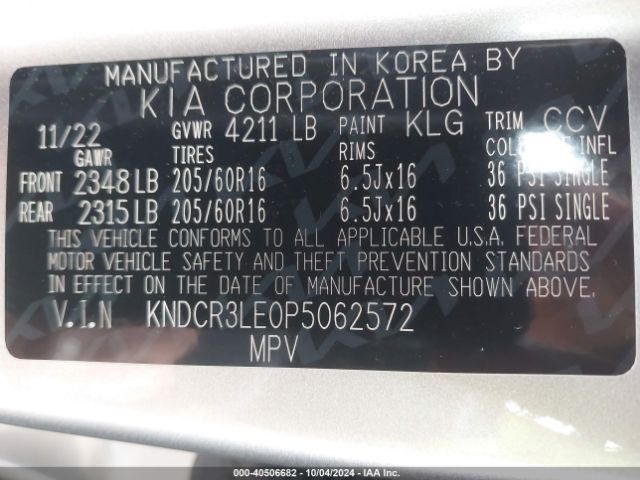 MANUFACTURED IN KOREA BY
KIA CORPORATION
11/22 GVWR 4211 LB PAINT KLG TRIM CCV
GAWR TIRES RIMS INFL
FRONT 2348 LB 205/60R16 6.5Jx16 36 PSI SINGLE
REAR 2315 LB 205/60R16 6.5Jx16 36 PSI SINGLE
THIS VEHICLE CONFORMS TO ALL APPLICABLE U.S.A. FEDERAL
MOTOR VEHICLE SAFETY AND THEFT PREVENTION STANDARDS
IN EFFECT ON THE DATE OF MANUFACTURE SHOWN ABOVE.
V.I.N KNDCR3LE0P5062572
MPV
000-40506682 - 10/04/2024 - IAA Inc.